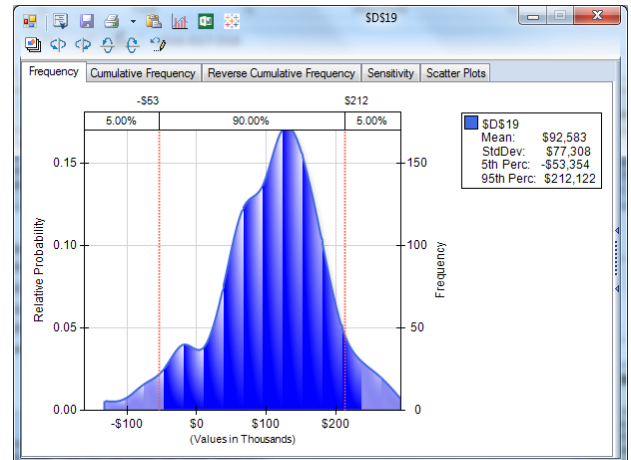 $D$19
Frequency Cumulative Frequency Reverse Cumulative Frequency Sensitivity Scatter Plots
-$53 $212
5.00% 90.00% 5.00%
$D$19
Mean: $92,583
StdDev: $77,308
5th Perc: -$53,354
95th Perc: $212,122
0.15 150
0.10 100
0.05 50
0.00 0
Relative Probability
Frequency
-$100 $0 $100 $200
(Values in Thousands)